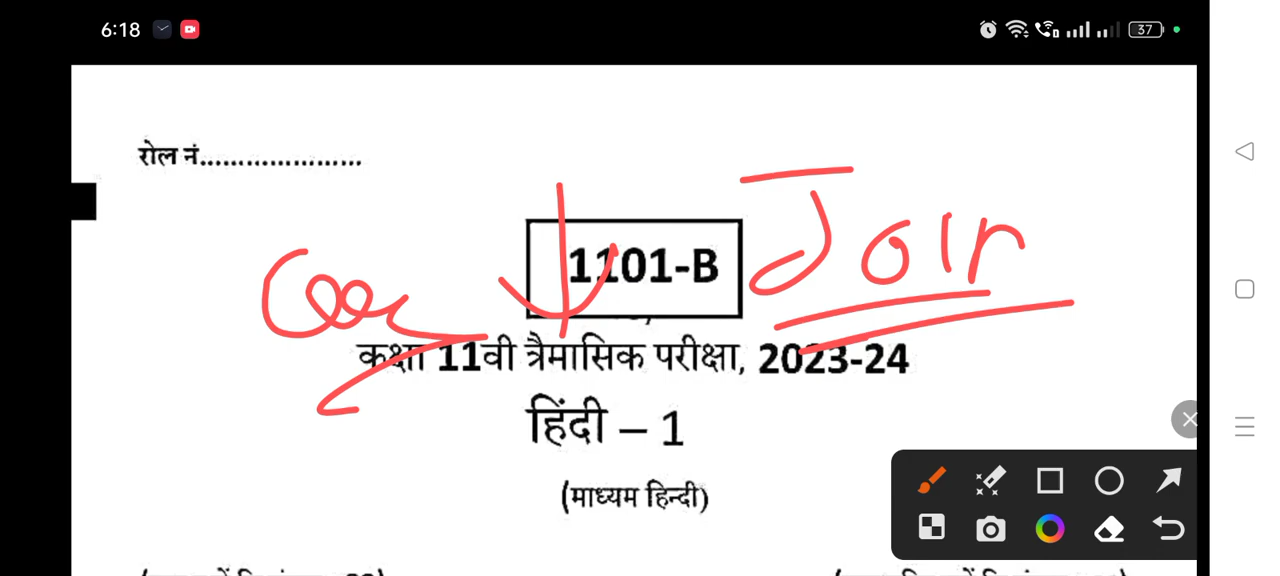 6:18
37
रोल नं.....................
1101-B
Join
कक्षा 11वी त्रैमासिक परीक्षा, 2023-24
हिंदी – 1
(माध्यम हिन्दी)